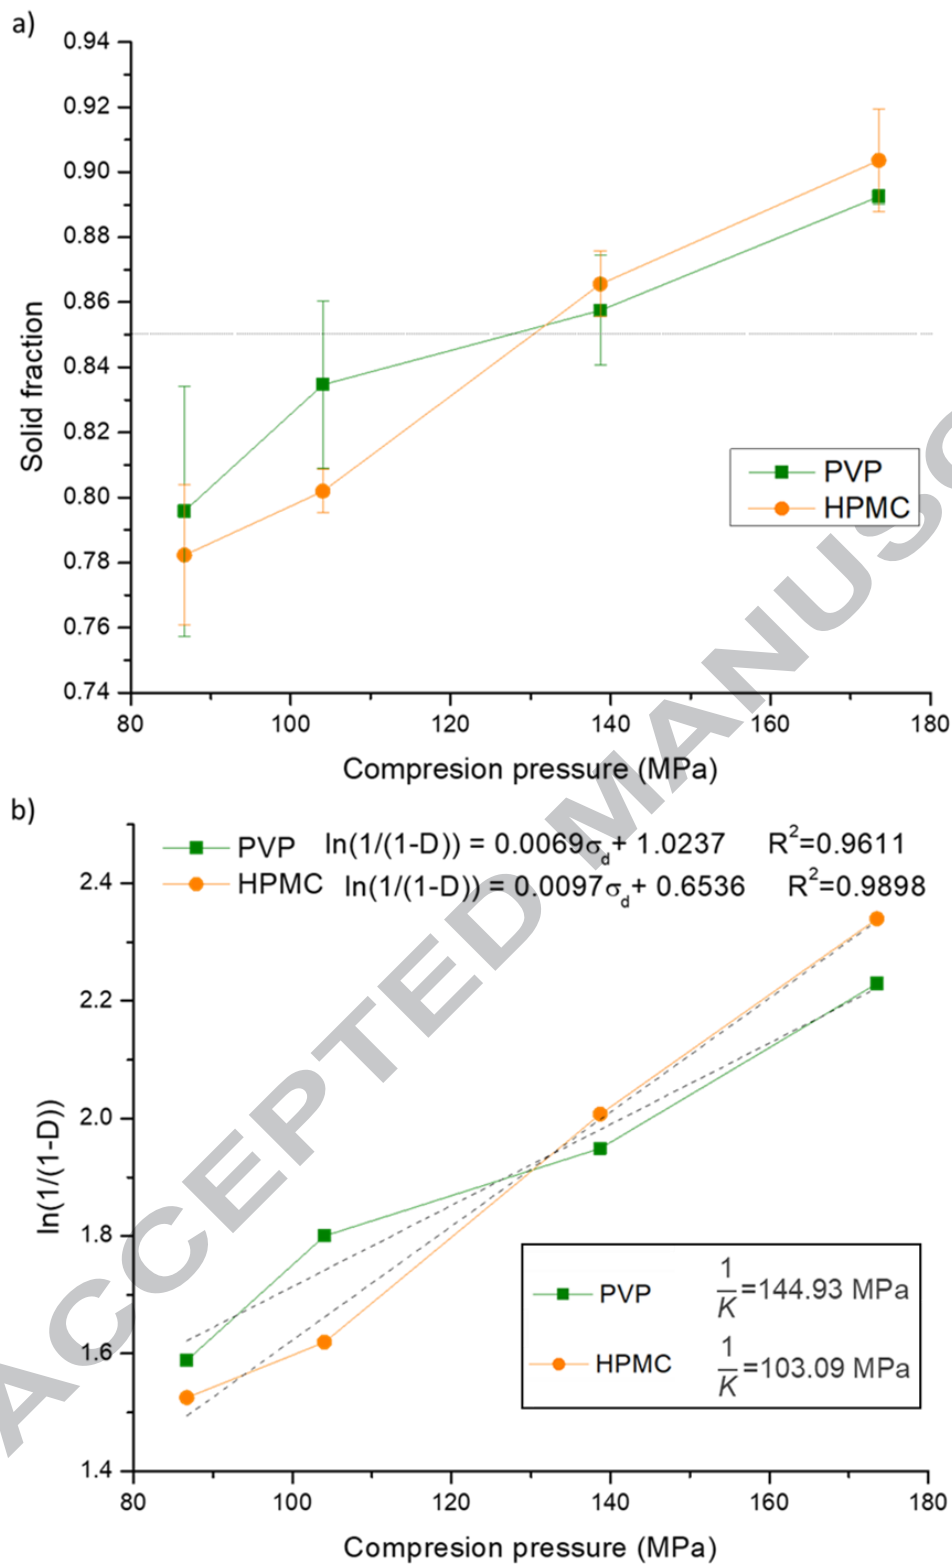 a)
0.94
0.92
0.90
0.88
0.86
0.84
0.82
0.80
0.78
0.76
0.74
Solid fraction
PVP
HPMC
80 100 120 140 160 180
Compresion pressure (MPa)
b)
PVP ln(1/(1-D)) = 0.0069σd+ 1.0237 R²=0.9611
HPMC ln(1/(1-D)) = 0.0097σd+ 0.6536 R²=0.9898
2.4
2.2
2.0
1.8
1.6
1.4
ln(1/(1-D))
PVP 1/K=144.93 MPa
HPMC 1/K=103.09 MPa
80 100 120 140 160 180
Compresion pressure (MPa)
ACCEPTED MANUSC